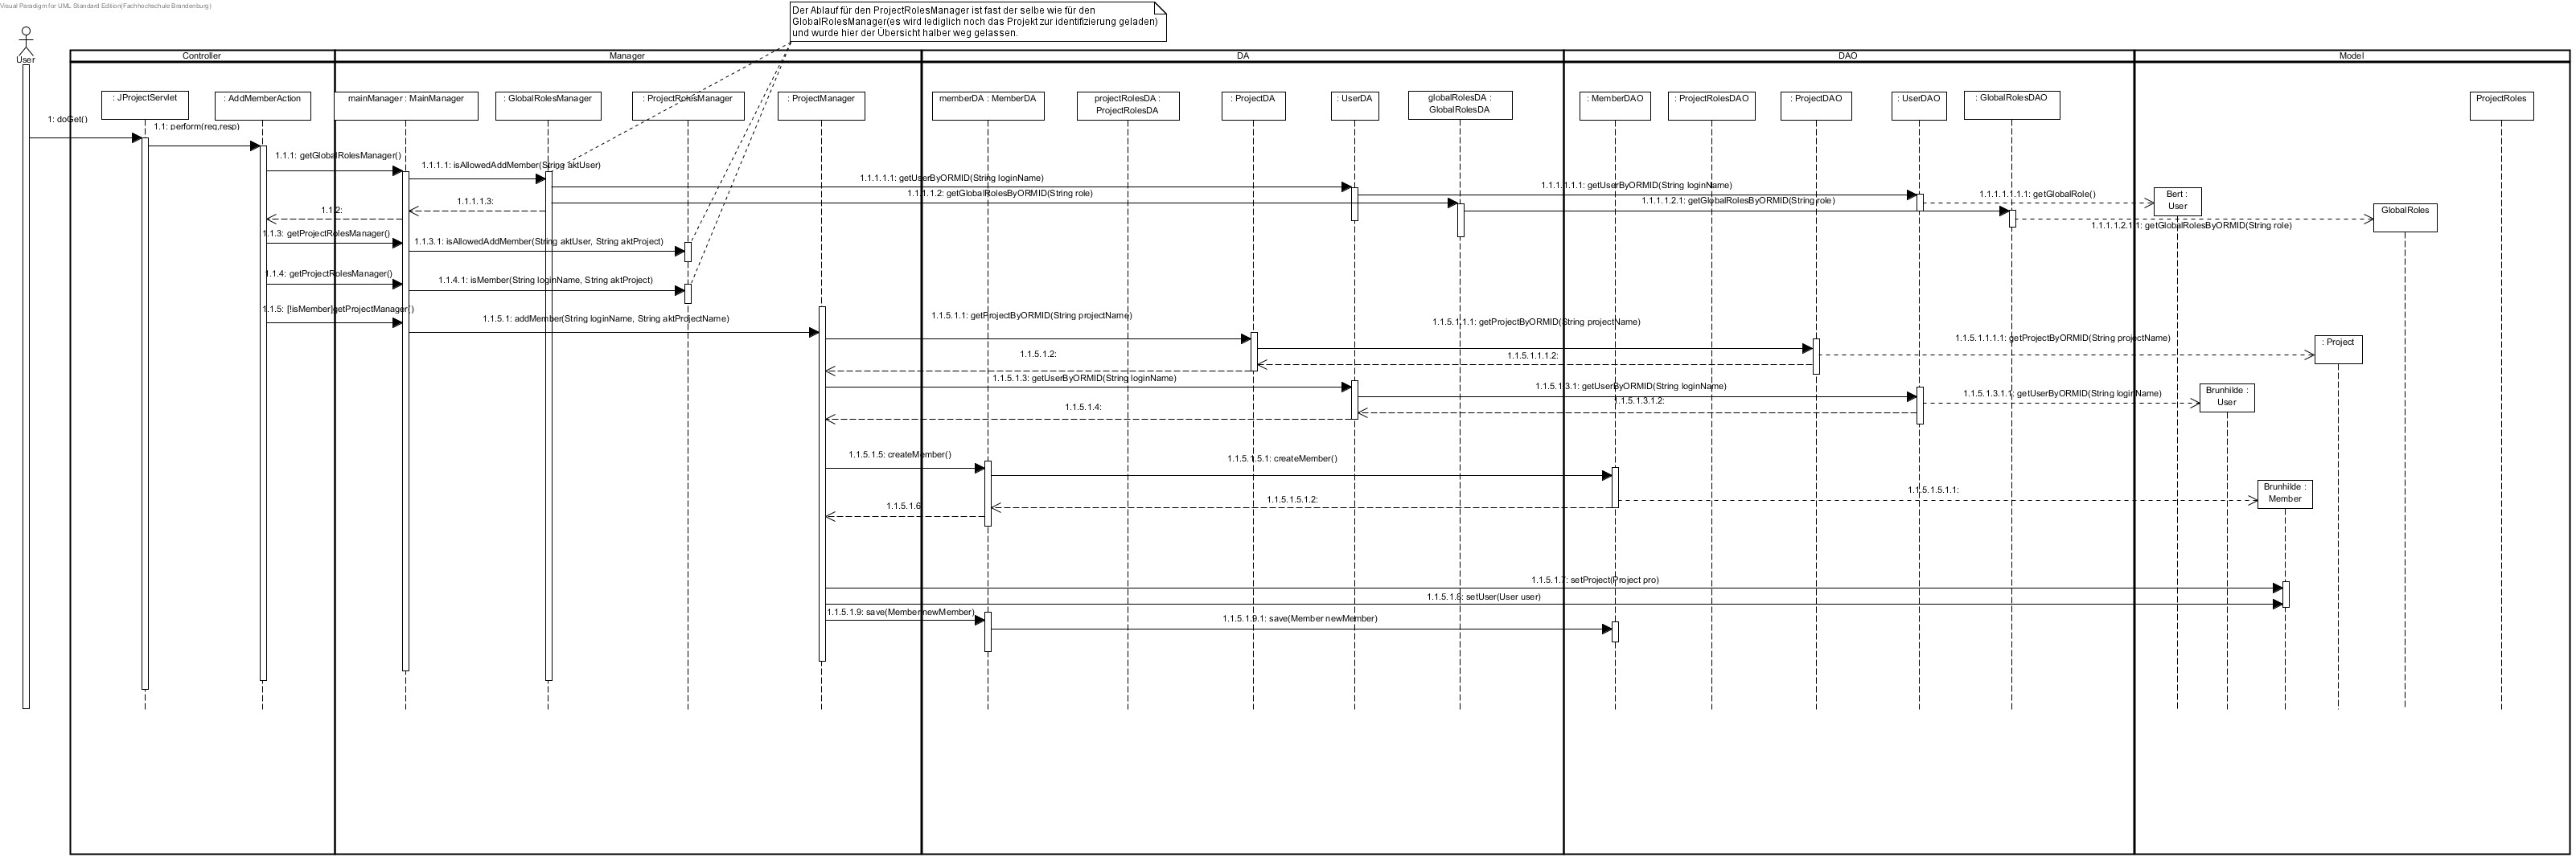 Visual Paradigm for UML Standard Edition(Fachhochschule Brandenburg)
Der Ablauf für den ProjectRolesManager ist fast der selbe wie für den
GlobalRolesManager(es wird lediglich noch das Projekt zur identifizierung geladen)
und wurde hier der Übersicht halber weg gelassen.
User
Controller
Manager
DA
DAO
Model
: JProjectServlet
: AddMemberAction
mainManager : MainManager
: GlobalRolesManager
: ProjectRolesManager
: ProjectManager
memberDA : MemberDA
projectRolesDA :
ProjectRolesDA
: ProjectDA
: UserDA
globalRolesDA :
GlobalRolesDA
: MemberDAO
: ProjectRolesDAO
: ProjectDAO
: UserDAO
: GlobalRolesDAO
ProjectRoles
1: doGet()
1.1: perform(req,resp)
1.1.1: getGlobalRolesManager()
1.1.1.1: isAllowedAddMember(String aktUser)
1.1.1.1.1: getUserByORMID(String loginName)
1.1.1.1.1.1: getUserByORMID(String loginName)
1.1.1.1.1.1.1: getGlobalRole()
Bert :
User
1.1.1.1.2: getGlobalRolesByORMID(String role)
1.1.1.1.2.1: getGlobalRolesByORMID(String role)
1.1.1.1.2.1.1: getGlobalRolesByORMID(String role)
GlobalRoles
1.1.1.1.3:
1.1.2:
1.1.3: getProjectRolesManager()
1.1.3.1: isAllowedAddMember(String aktUser, String aktProject)
1.1.4: getProjectRolesManager()
1.1.4.1: isMember(String loginName, String aktProject)
1.1.5: [!isMember]getProjectManager()
1.1.5.1: addMember(String loginName, String aktProjectName)
1.1.5.1.1: getProjectByORMID(String projectName)
1.1.5.1.1.1: getProjectByORMID(String projectName)
1.1.5.1.1.1.1: getProjectByORMID(String projectName)
: Project
1.1.5.1.2:
1.1.5.1.1.1.2:
1.1.5.1.3: getUserByORMID(String loginName)
1.1.5.1.3.1: getUserByORMID(String loginName)
1.1.5.1.3.1.1: getUserByORMID(String loginName)
Brunhilde :
User
1.1.5.1.4:
1.1.5.1.3.1.2:
1.1.5.1.5: createMember()
1.1.5.1.5.1: createMember()
1.1.5.1.5.1.1:
Brunhilde :
Member
1.1.5.1.5.1.2:
1.1.5.1.6
1.1.5.1.7: setProject(Project pro)
1.1.5.1.8: setUser(User user)
1.1.5.1.9: save(Member newMember)
1.1.5.1.9.1: save(Member newMember)